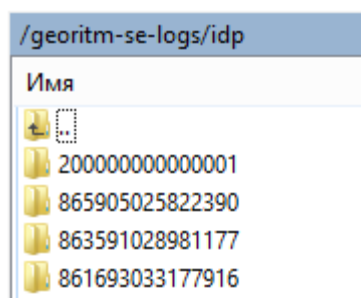 /georitm-se-logs/idp
Имя
..
200000000000001
865905025822390
863591028981177
861693033177916